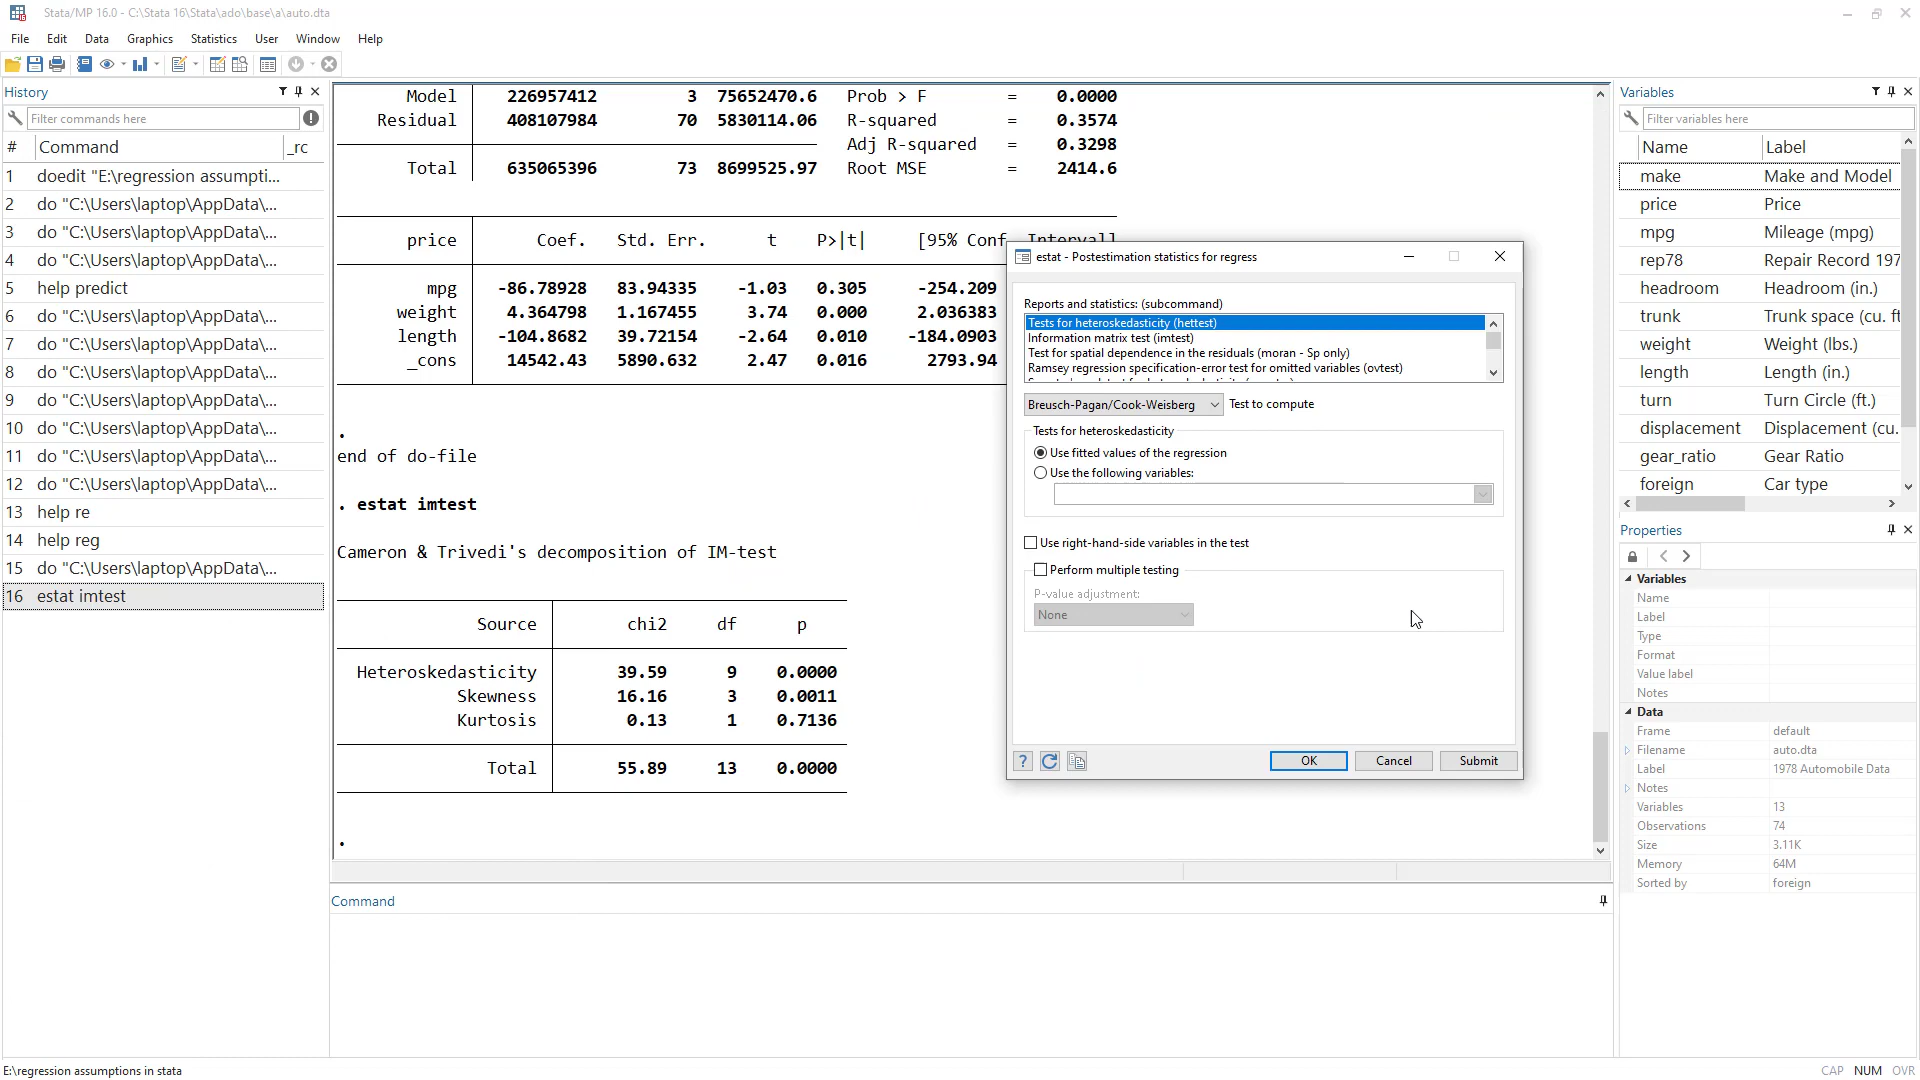 Stata/MP 16.0 - C:\Stata 16\Stata\ado\base\a\auto.dta
File Edit Data Graphics Statistics User Window Help
History
Filter commands here
# Command _rc
1 doedit "E:\regression assumpti...
2 do "C:\Users\laptop\AppData\...
3 do "C:\Users\laptop\AppData\...
4 do "C:\Users\laptop\AppData\...
5 help predict
6 do "C:\Users\laptop\AppData\...
7 do "C:\Users\laptop\AppData\...
8 do "C:\Users\laptop\AppData\...
9 do "C:\Users\laptop\AppData\...
10 do "C:\Users\laptop\AppData\...
11 do "C:\Users\laptop\AppData\...
12 do "C:\Users\laptop\AppData\...
13 help re
14 help reg
15 do "C:\Users\laptop\AppData\...
16 estat imtest
Model 226957412 3 75652470.6 Prob > F = 0.0000
Residual 408107984 70 5830114.06 R-squared = 0.3574
Adj R-squared = 0.3298
Total 635065396 73 8699525.97 Root MSE = 2414.6
price Coef. Std. Err. t P>|t| [95% Conf. Interval]
mpg -86.78928 83.94335 -1.03 0.305 -254.209
weight 4.364798 1.167455 3.74 0.000 2.036383
length -104.8682 39.72154 -2.64 0.010 -184.0903
_cons 14542.43 5890.632 2.47 0.016 2793.94
.
end of do-file
. estat imtest
Cameron & Trivedi's decomposition of IM-test
Source chi2 df p
Heteroskedasticity 39.59 9 0.0000
Skewness 16.16 3 0.0011
Kurtosis 0.13 1 0.7136
Total 55.89 13 0.0000
.
Command
estat - Postestimation statistics for regress
Reports and statistics: (subcommand)
Tests for heteroskedasticity (hettest)
Information matrix test (imtest)
Test for spatial dependence in the residuals (moran - Sp only)
Ramsey regression specification-error test for omitted variables (ovtest)
Breusch-Pagan/Cook-Weisberg Test to compute
Tests for heteroskedasticity
Use fitted values of the regression
Use the following variables:
Use right-hand-side variables in the test
Perform multiple testing
P-value adjustment:
None
? OK Cancel Submit
Variables
Filter variables here
Name Label
make Make and Model
price Price
mpg Mileage (mpg)
rep78 Repair Record 197
headroom Headroom (in.)
trunk Trunk space (cu. ft
weight Weight (lbs.)
length Length (in.)
turn Turn Circle (ft.)
displacement Displacement (cu.
gear_ratio Gear Ratio
foreign Car type
Properties
Variables
Name
Label
Type
Format
Value label
Notes
Data
Frame default
Filename auto.dta
Label 1978 Automobile Data
Notes
Variables 13
Observations 74
Size 3.11K
Memory 64M
Sorted by foreign
E:\regression assumptions in stata
CAP NUM OVR